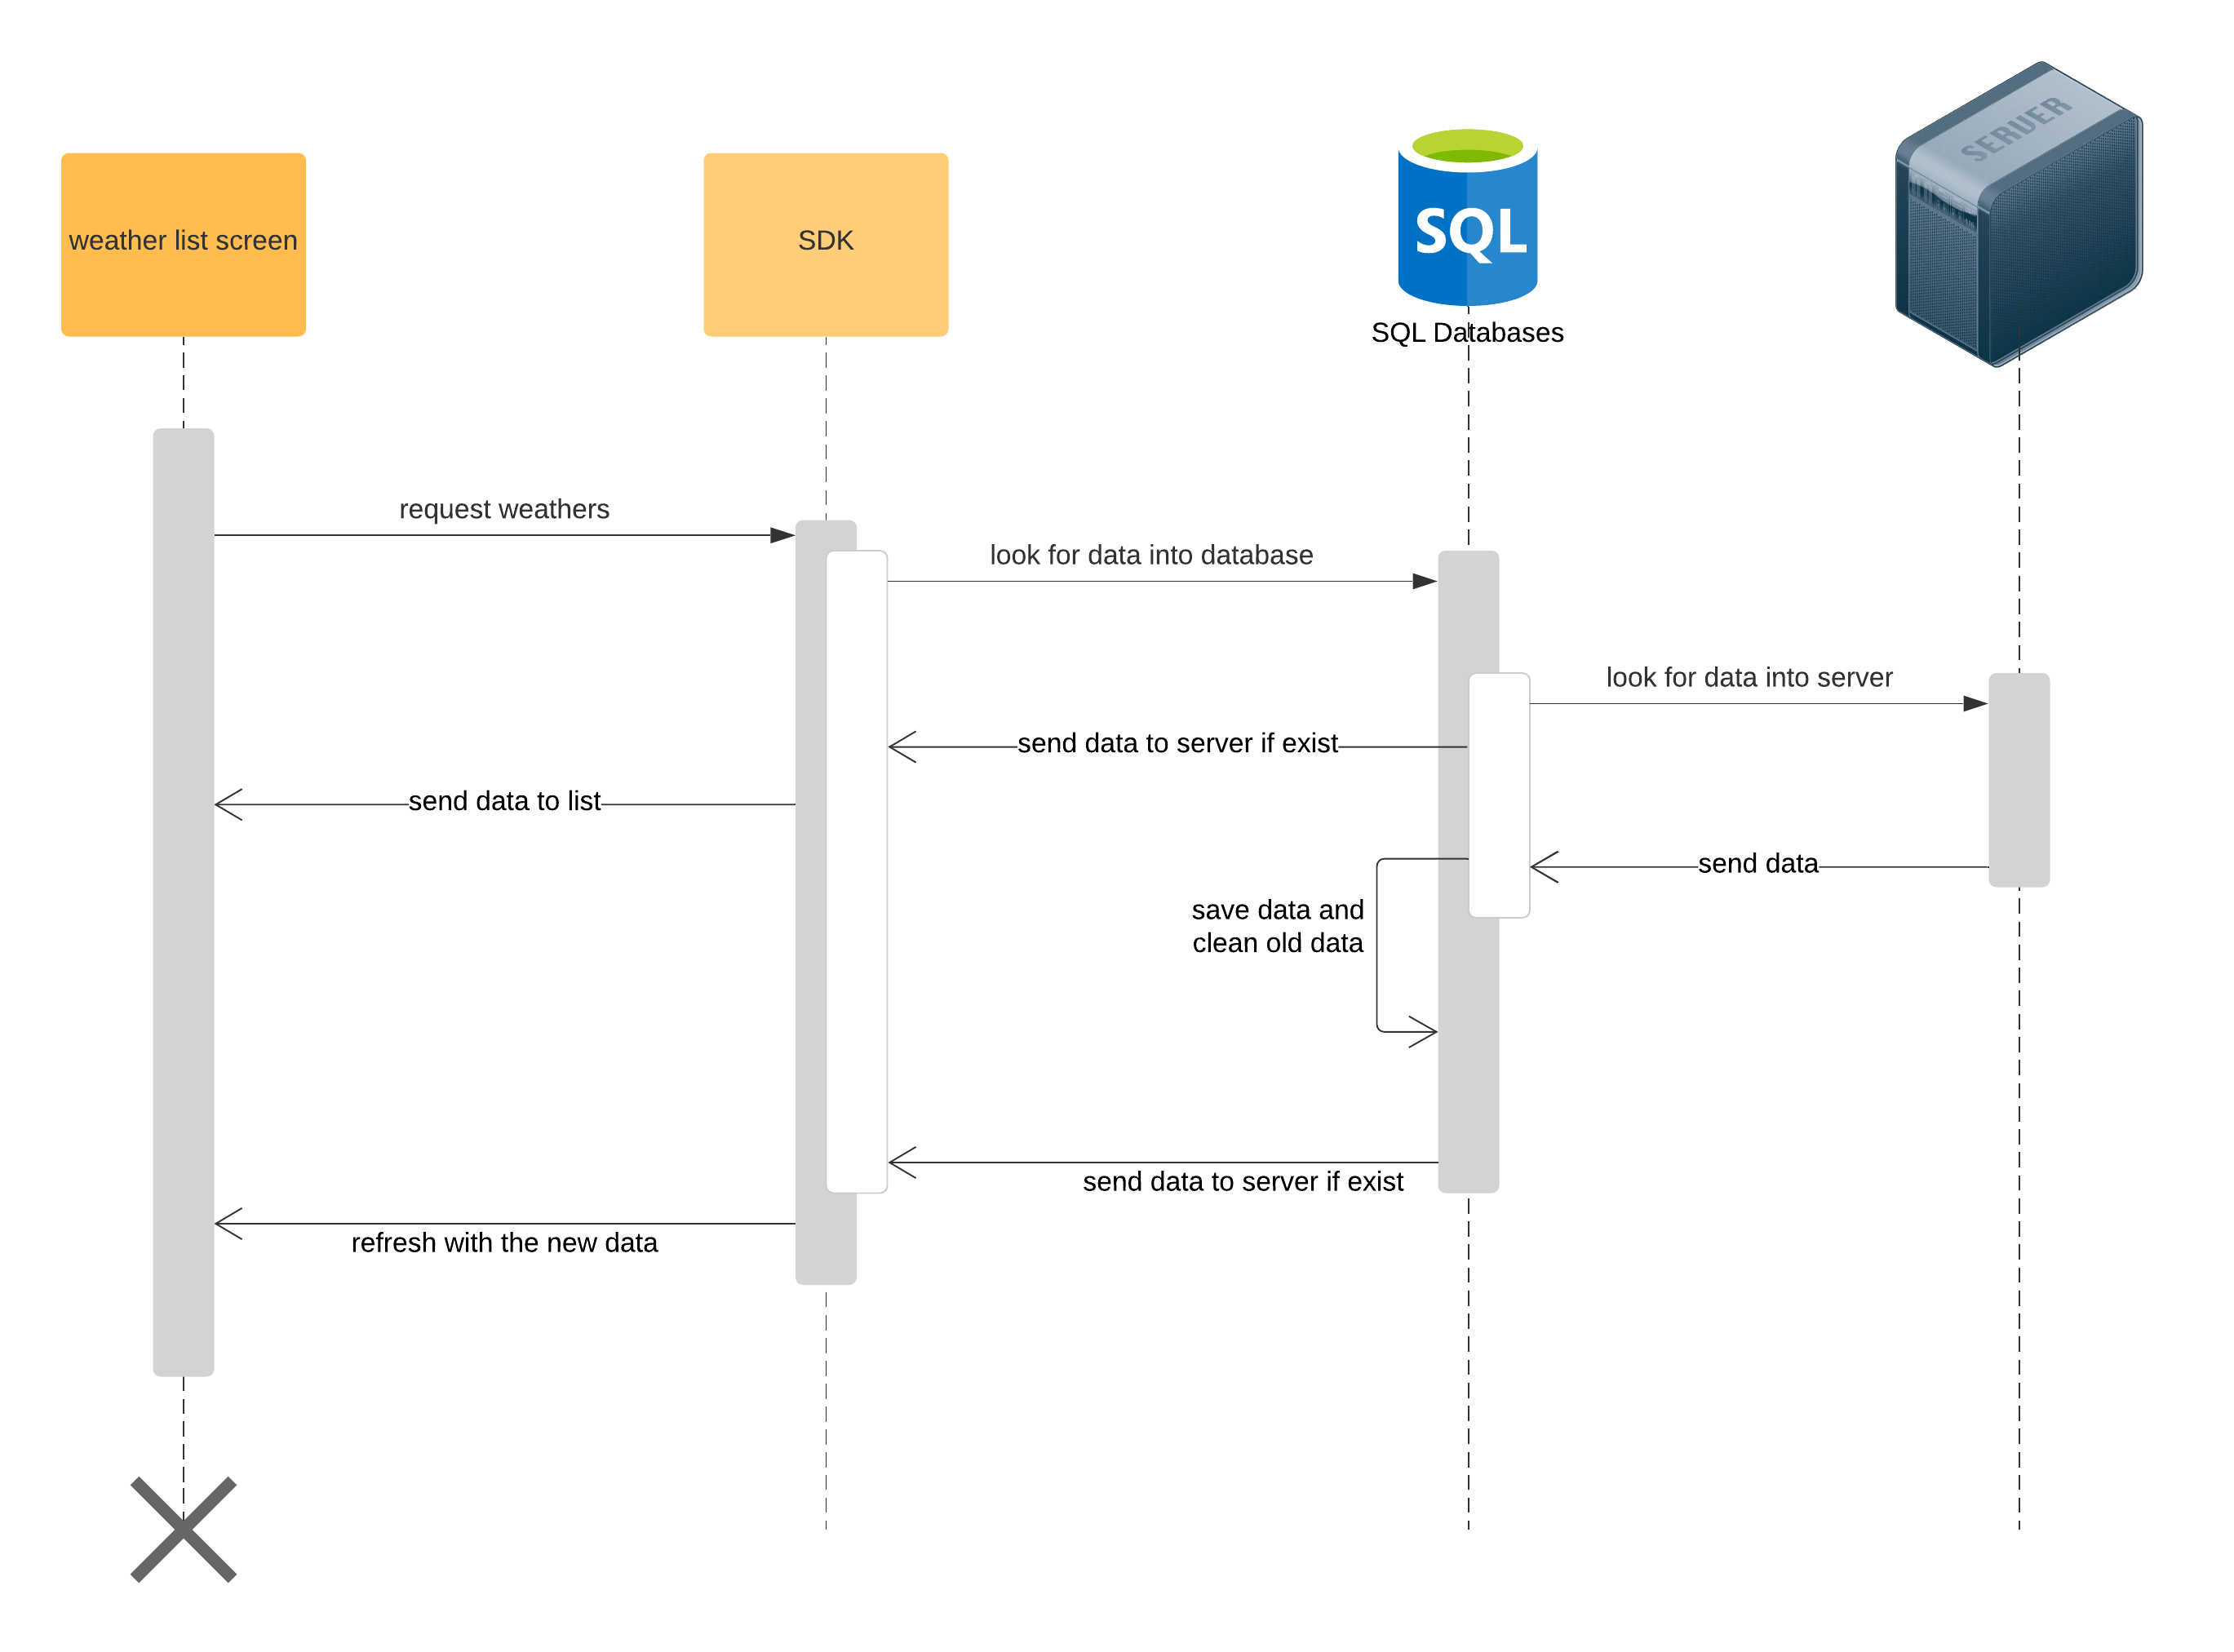 SERVER
SQL
weather list screen
SDK
SQL Databases
request weathers
look for data into database
look for data into server
send data to server if exist
send data to list
send data
save data and
clean old data
send data to server if exist
refresh with the new data